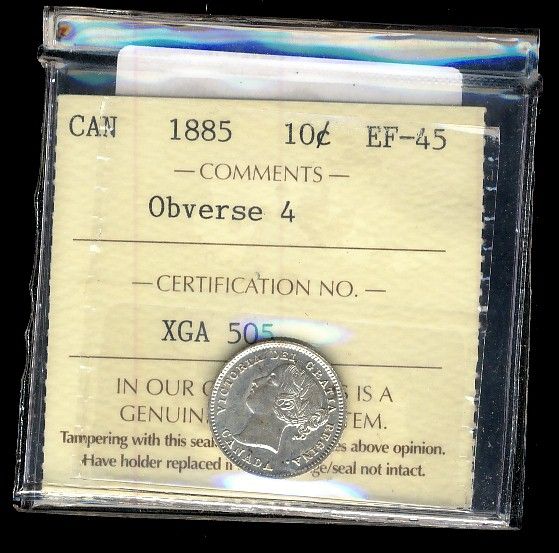 CAN 1885 10¢ EF-45
— COMMENTS —
Obverse 4
— CERTIFICATION NO. —
XGA 505
IN OUR S IS A
GENUIN TEM.
Tampering with this seal es above opinion.
Have holder replaced i ge/seal not intact.
VICTORIA DEI GRATIA REGINA. CANADA